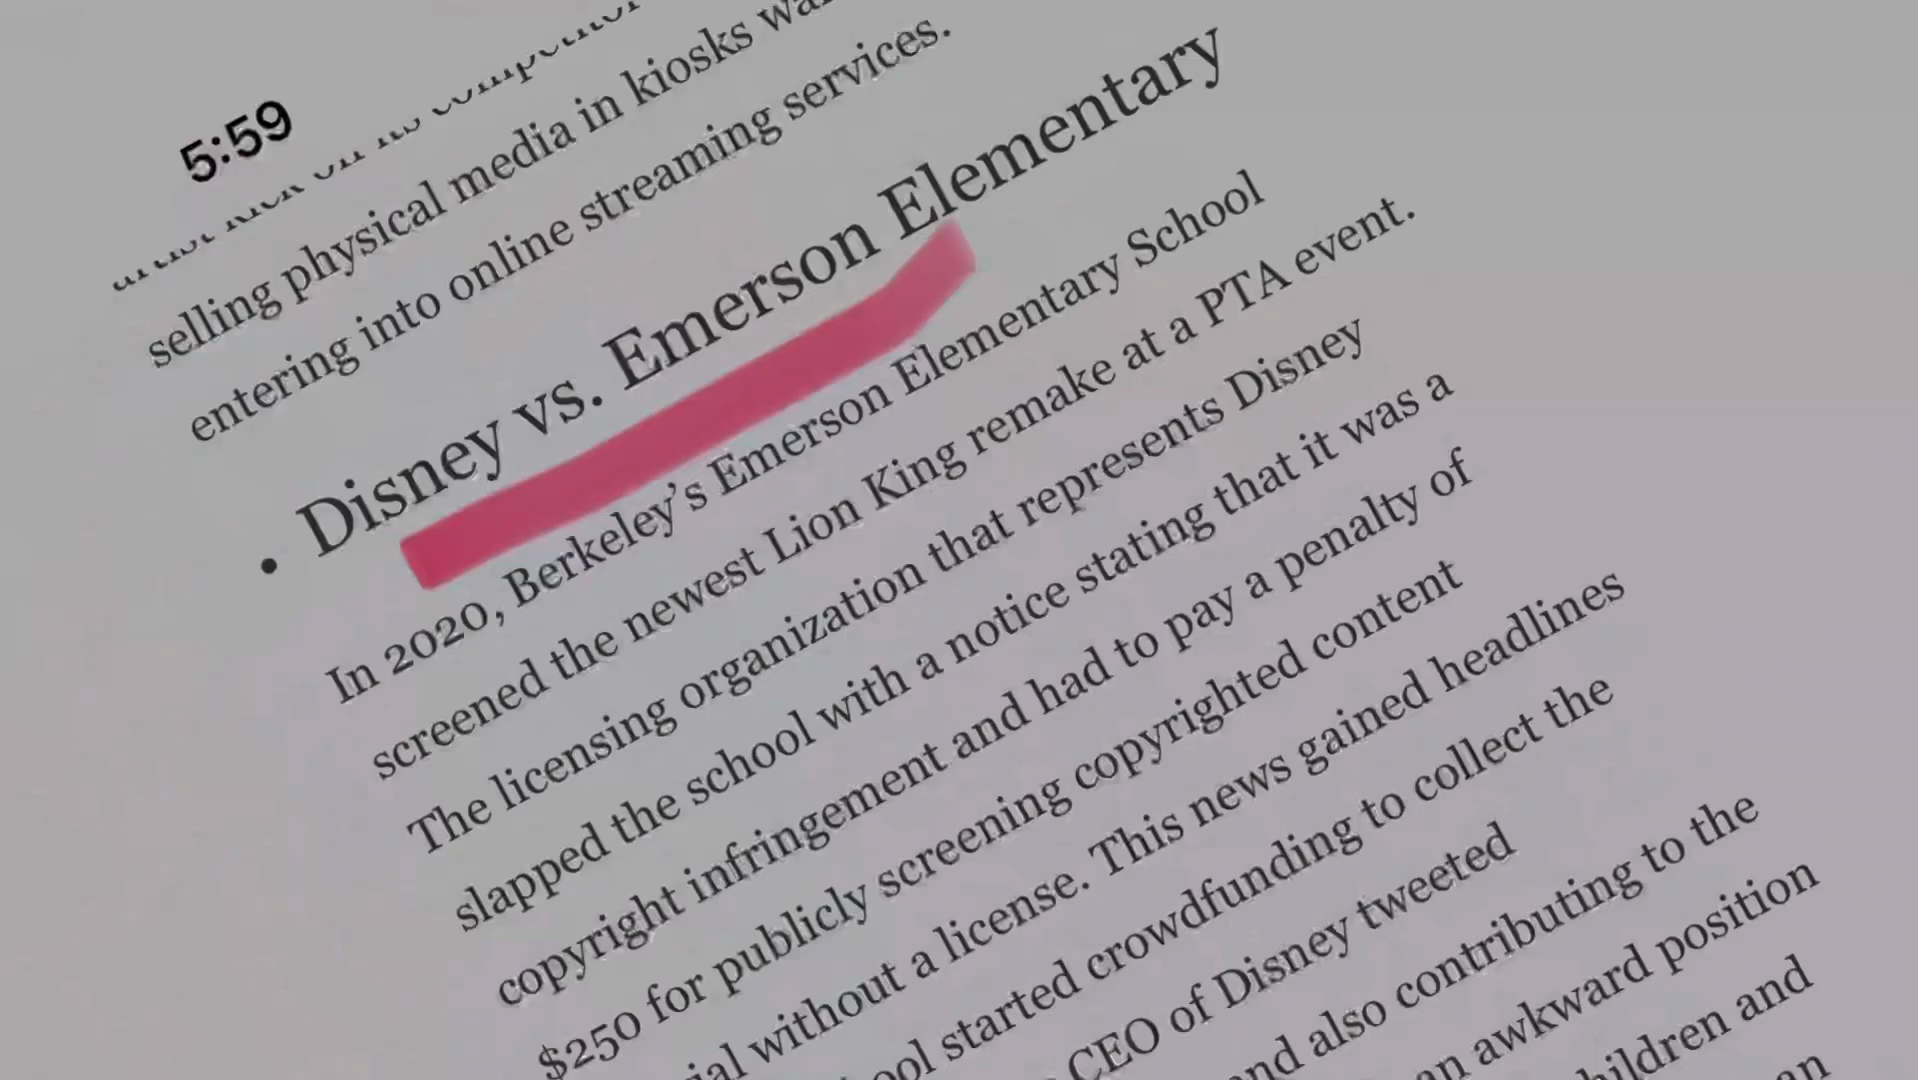 5:59
selling physical media in kiosks
entering into online streaming services.
• Disney vs. Emerson Elementary
In 2020, Berkeley’s Emerson Elementary School
screened the newest Lion King remake at a PTA event.
The licensing organization that represents Disney
slapped the school with a notice stating that it was a
copyright infringement and had to pay a penalty of
$250 for publicly screening copyrighted content
without a license. This news gained headlines
started crowdfunding to collect the
CEO of Disney tweeted
also contributing to the
awkward position
and